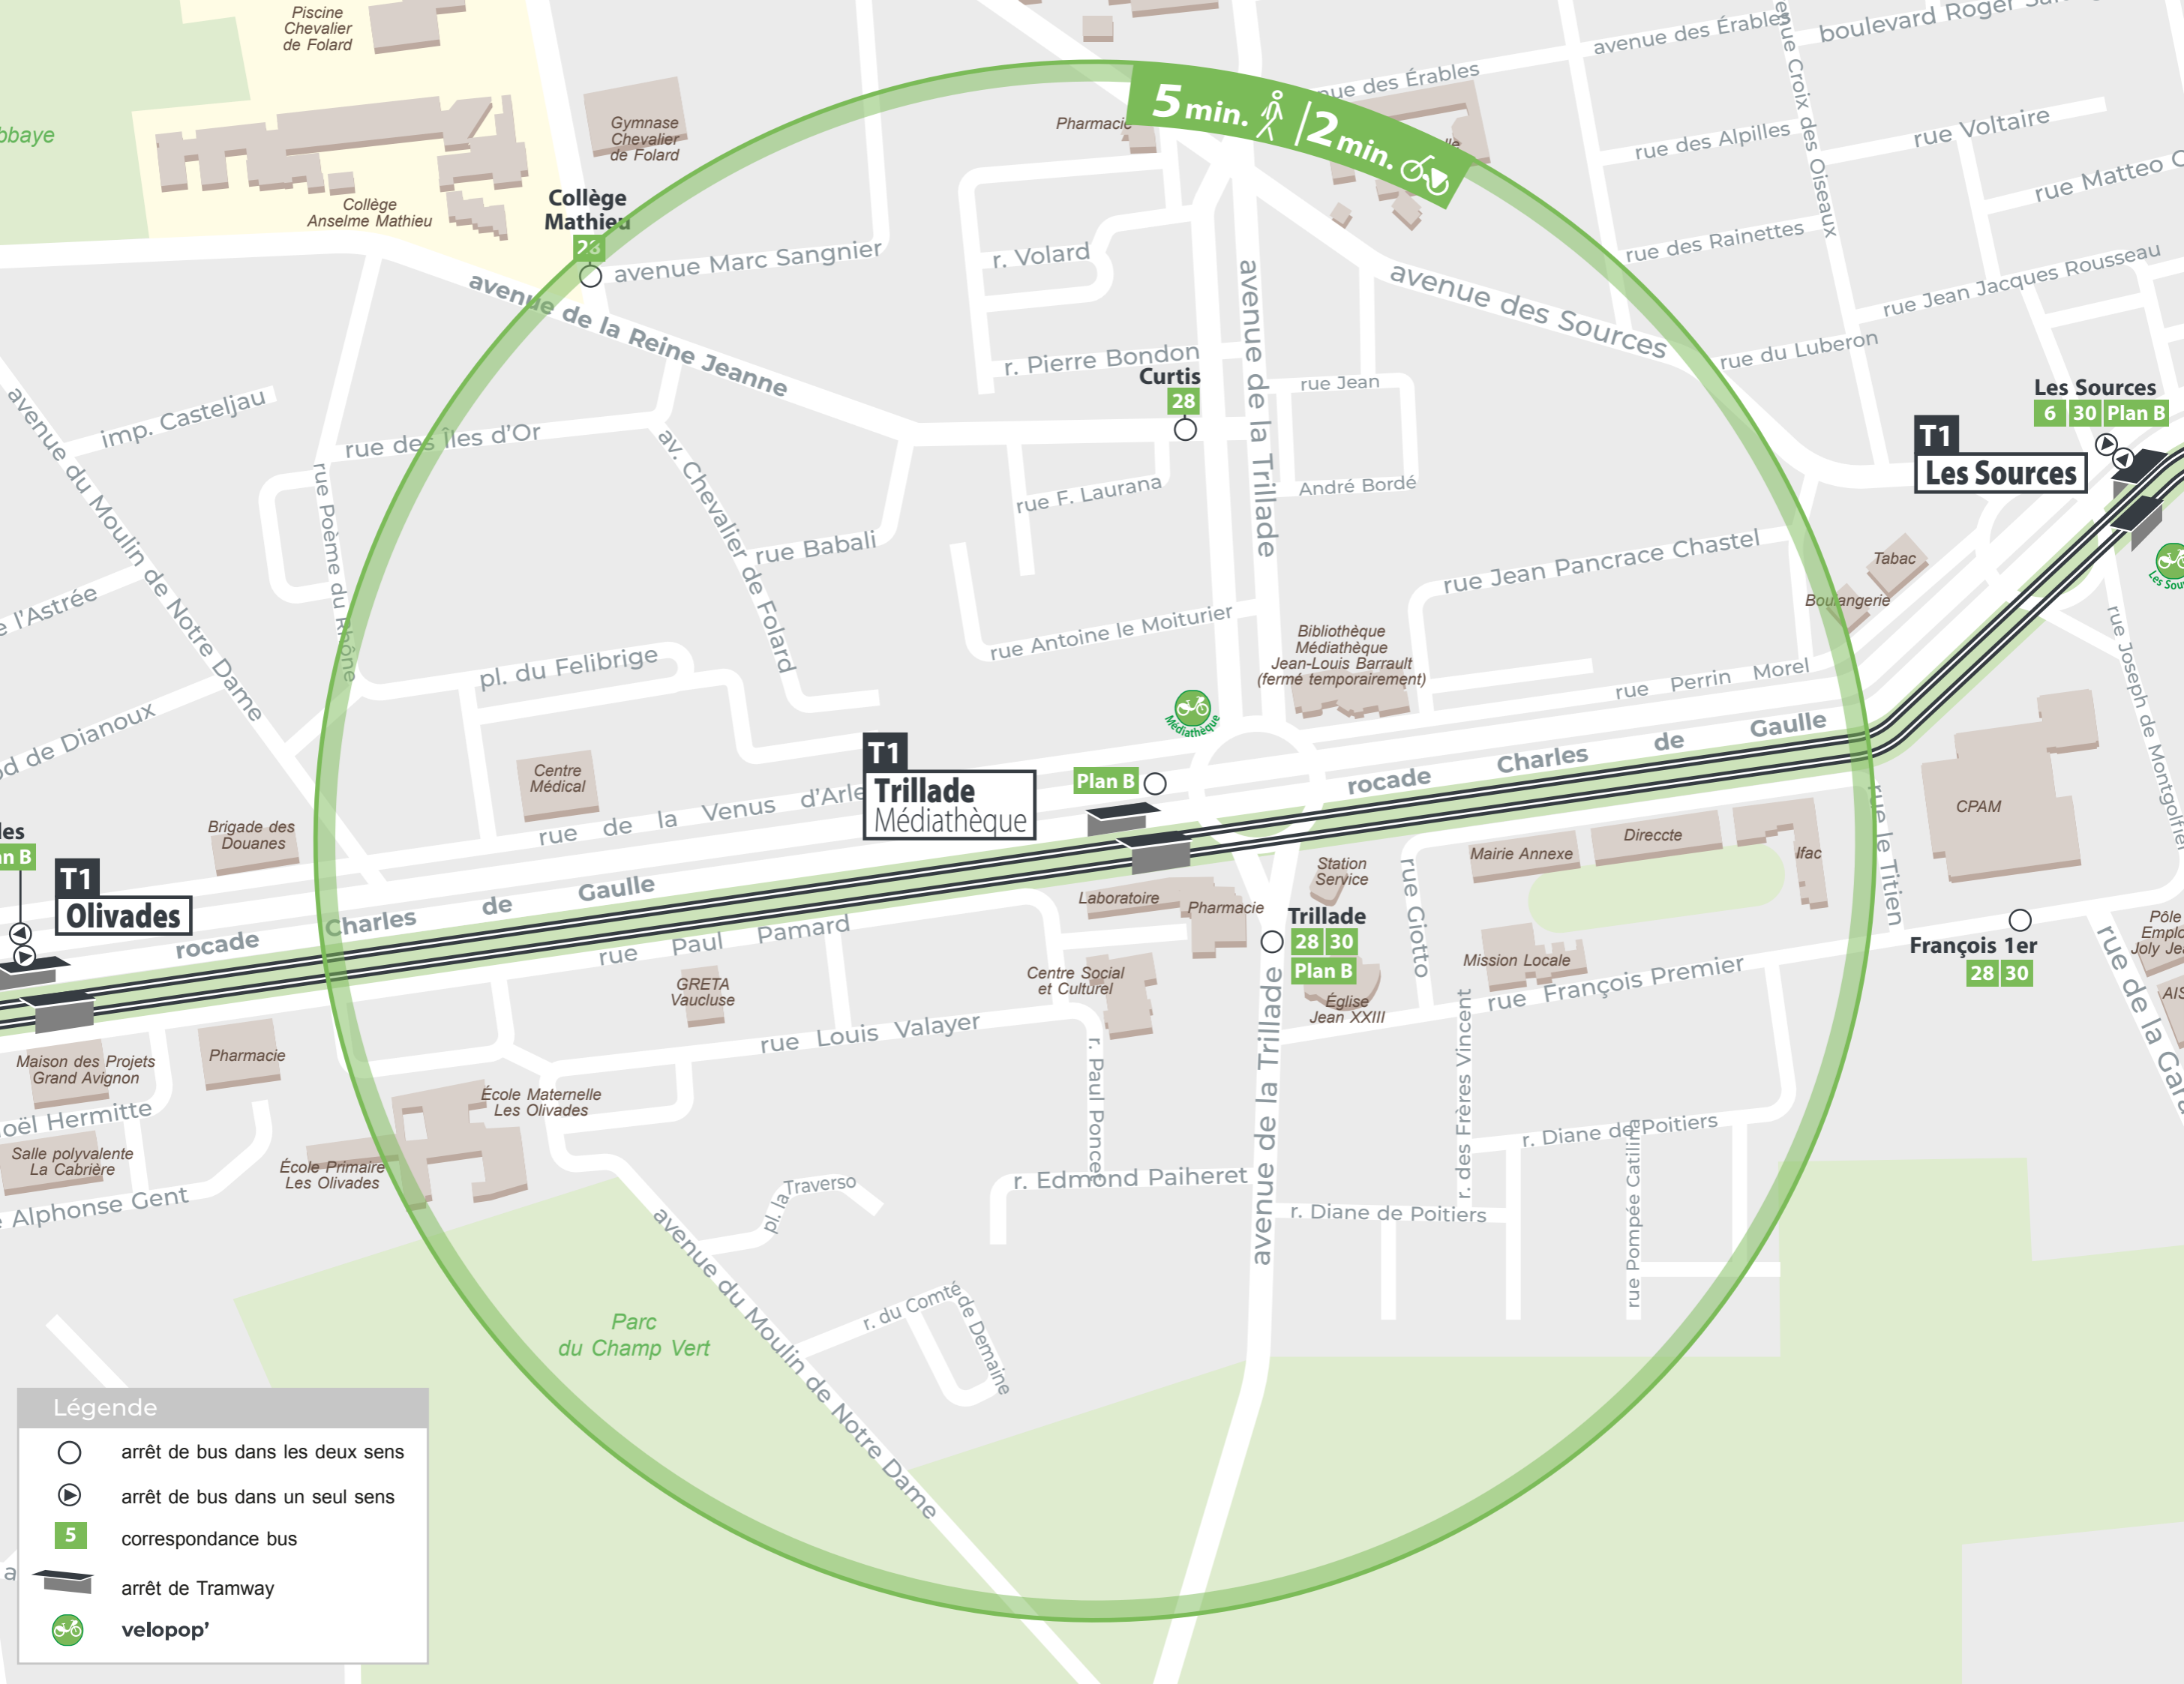 Piscine
Chevalier
de Folard
Gymnase
Chevalier
de Folard
Collège
Anselme Mathieu
Collège
Mathieu
28
Pharmacie
5 min. / 2 min.
avenue des Érables
boulevard Roger
avenue Marc Sangnier
avenue de la Reine Jeanne
r. Volard
r. Pierre Bondon
Curtis
28
avenue de la Trillade
avenue des Sources
rue des Alpilles
rue Voltaire
rue Matteo
rue des Rainettes
rue Jean Jacques Rousseau
rue du Luberon
Croix des Oiseaux
Les Sources
6 30 Plan B
T1
Les Sources
imp. Casteljau
rue des Îles d'Or
avenue du Moulin de Notre Dame
rue Poème du Rhône
av. Chevalier de Folard
rue Babali
rue F. Laurana
rue Jean
André Bordé
rue Antoine le Moiturier
rue Jean Pancrace Chastel
Tabac
Boulangerie
l'Astrée
de Dianoux
pl. du Felibrige
Bibliothèque
Médiathèque
Jean-Louis Barrault
(fermé temporairement)
Médiathèque
rue Perrin Morel
rue Joseph de Montgolfier
Centre
Médical
rue de la Venus d'Arle
T1
Trillade
Médiathèque
Plan B
rocade Charles de Gaulle
CPAM
rue le Titien
Brigade des
Douanes
T1
Olivades
rocade Charles de Gaulle
rue Paul Pamard
Laboratoire
Pharmacie
Station
Service
rue Giotto
Mairie Annexe
Direccte
Ifac
Trillade
28 30
Plan B
Église
Jean XXIII
Mission Locale
rue François Premier
François 1er
28 30
Pôle
rue de la
GRETA
Vaucluse
Centre Social
et Culturel
rue Louis Valayer
r. Paul Poncet
Maison des Projets
Grand Avignon
Pharmacie
Hermitte
Salle polyvalente
La Cabrière
Alphonse Gent
École Maternelle
Les Olivades
École Primaire
Les Olivades
pl. la Traverso
r. Edmond Paiheret
avenue de la Trillade
r. des Frères Vincent
r. Diane de Poitiers
r. Diane de Poitiers
rue Pompée Catilina
Parc
du Champ Vert
avenue du Moulin de Notre Dame
r. du Comté de Demaine
Légende
arrêt de bus dans les deux sens
arrêt de bus dans un seul sens
5
correspondance bus
arrêt de Tramway
velopop'